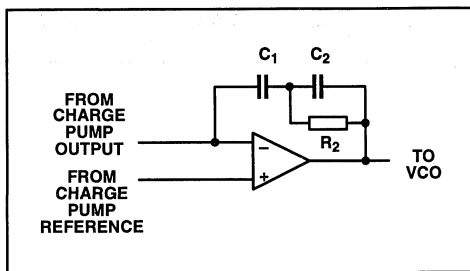 C1
C2
FROM
CHARGE
PUMP
OUTPUT
R2
TO
VCO
FROM
CHARGE
PUMP
REFERENCE
−
+